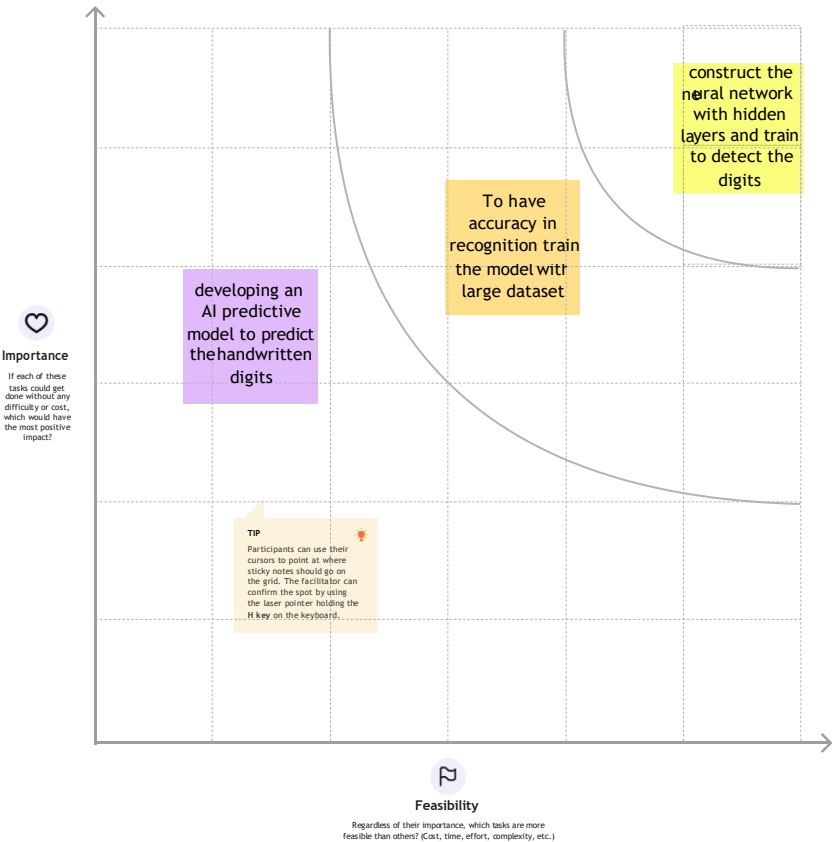 construct the
neural network
with hidden
layers and train
to detect the
digits
To have
accuracy in
recognition train
the model with
large dataset
developing an
AI predictive
model to predict
the handwritten
digits
Importance
If each of these
tasks could get
done without any
difficulty or cost,
which would have
the most positive
impact?
TIP
Participants can use their
cursors to point at where
sticky notes should go on
the grid. The facilitator can
confirm the spot by using
the laser pointer holding the
H key on the keyboard.
Feasibility
Regardless of their importance, which tasks are more
feasible than others? (Cost, time, effort, complexity, etc.)